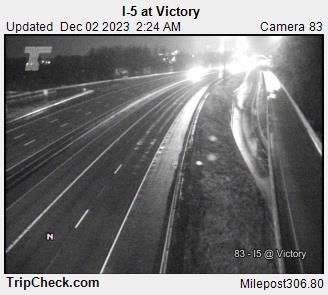 I-5 at Victory
Updated Dec 02 2023 2:24 AM Camera 83
T
N
83 - I5 @ Victory
TripCheck.com Milepost306.80